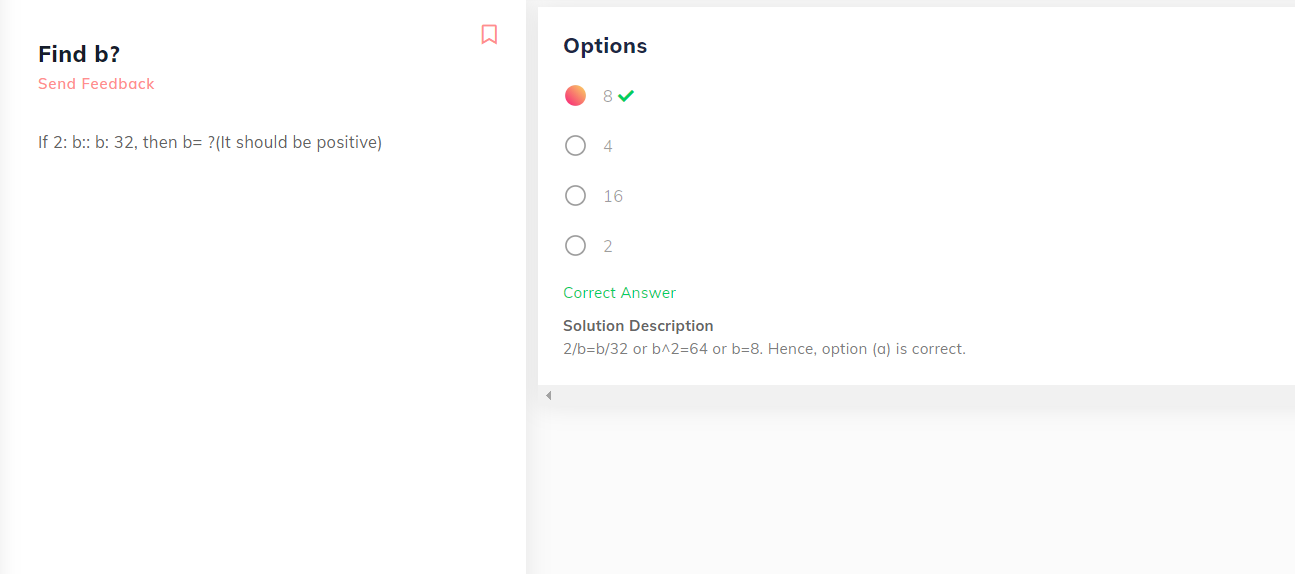 Find b?
Send Feedback
If 2: b:: b: 32, then b= ?(It should be positive)
Options
8
4
16
2
Correct Answer
Solution Description
2/b=b/32 or b^2=64 or b=8. Hence, option (a) is correct.